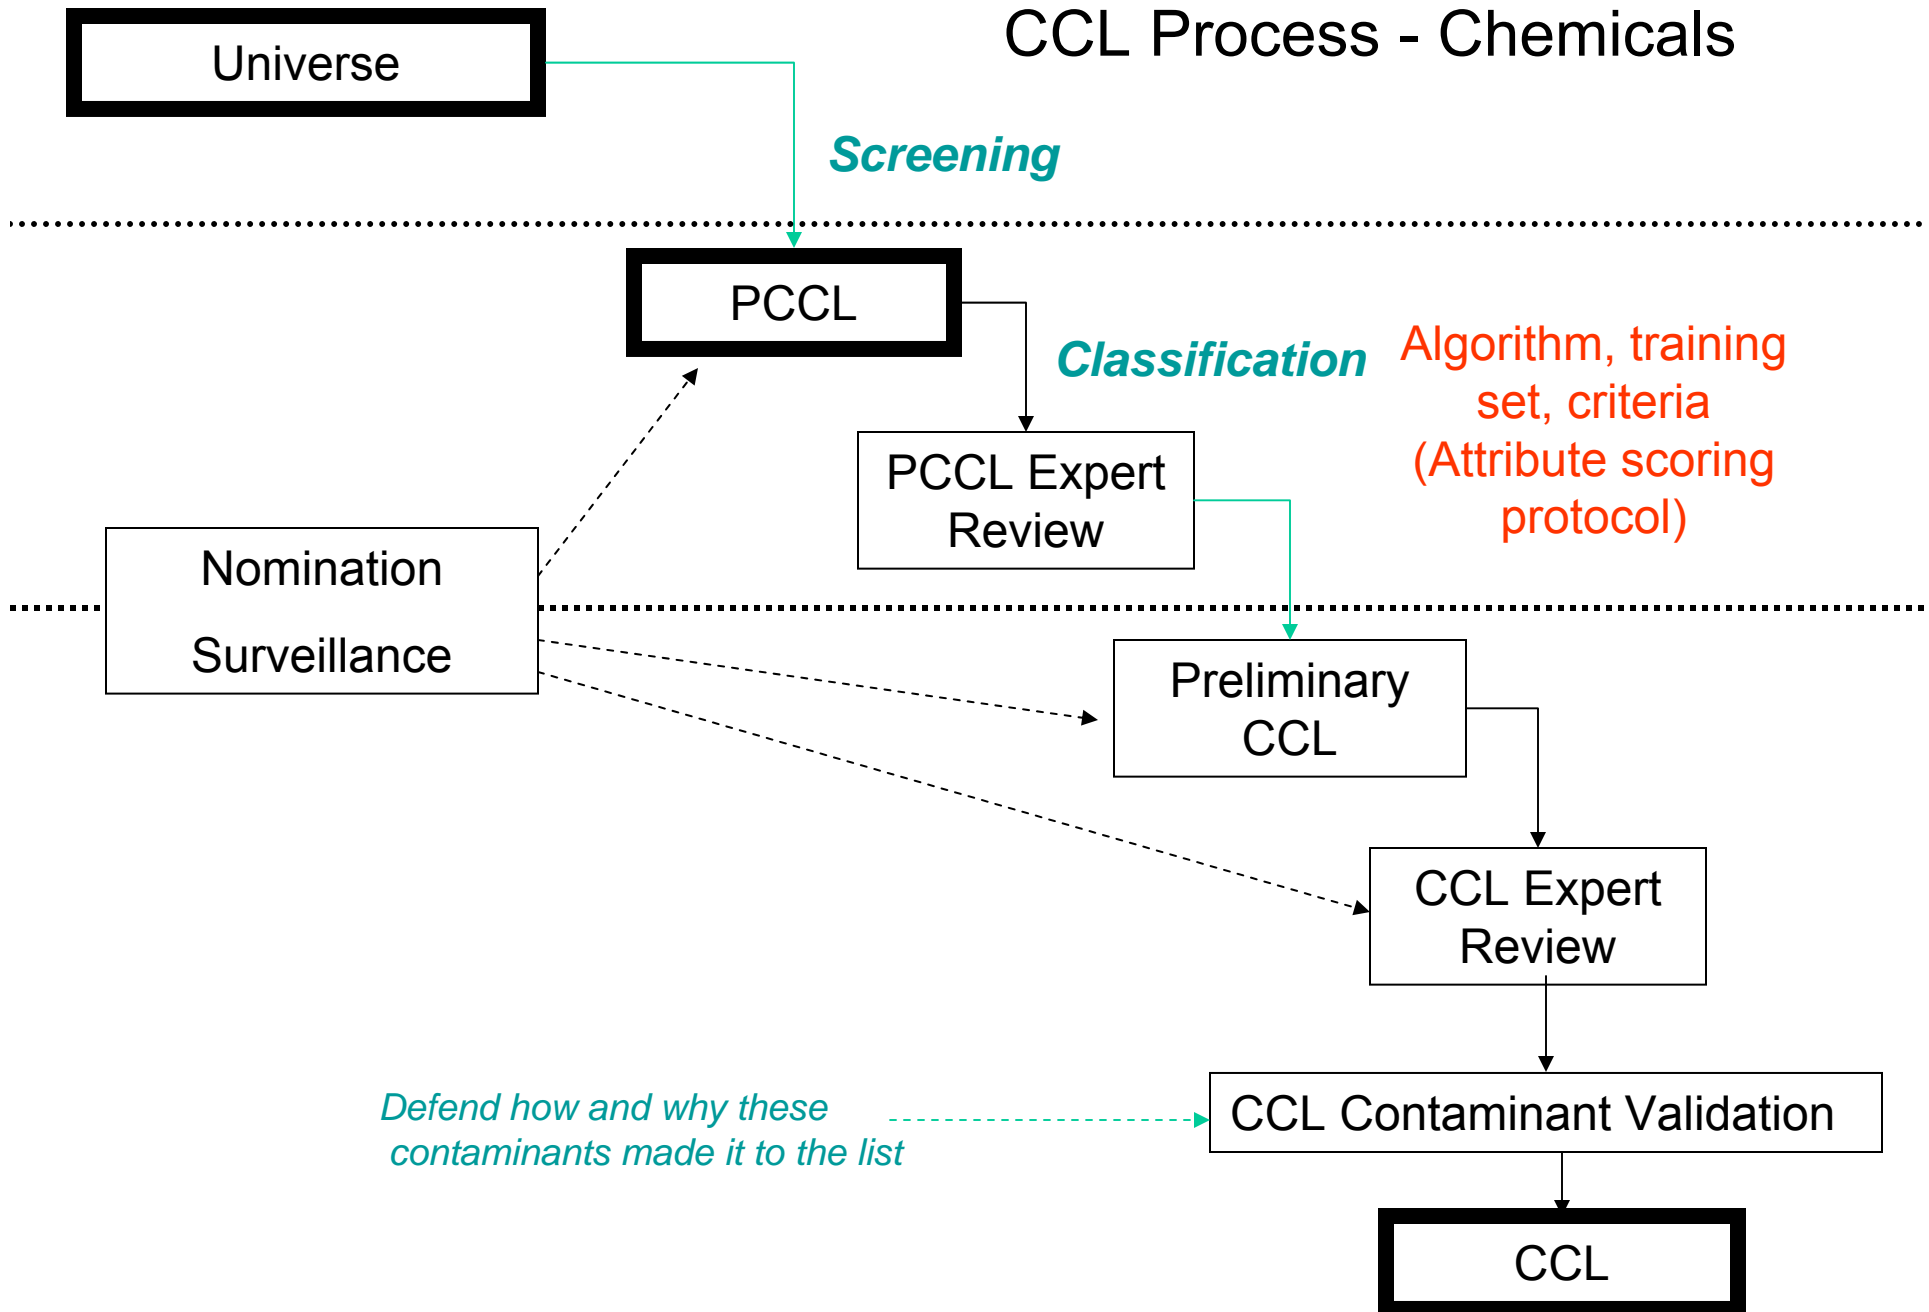 CCL Process - Chemicals
Universe
Screening
PCCL
Classification
Algorithm, training
set, criteria
(Attribute scoring
protocol)
PCCL Expert
Review
Nomination
Surveillance
Preliminary
CCL
CCL Expert
Review
Defend how and why these
contaminants made it to the list
CCL Contaminant Validation
CCL